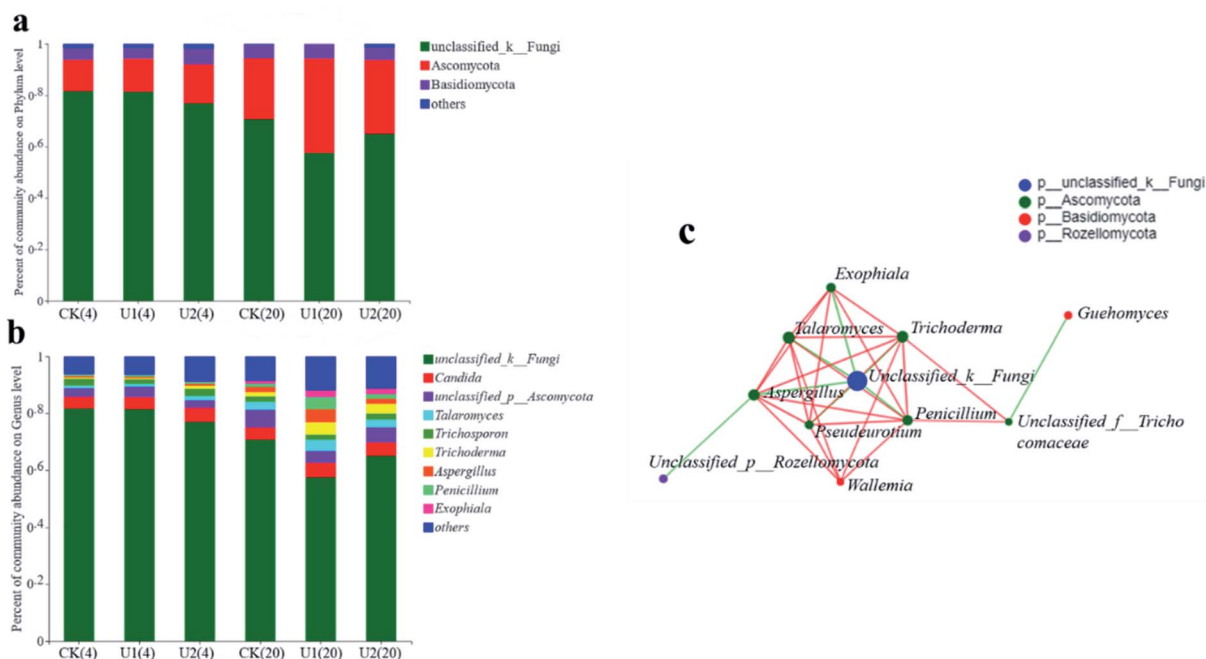 a
Percent of community abundance on Phylum level
1
0.8
0.6
0.4
0.2
0
CK(4) U1(4) U2(4) CK(20) U1(20) U2(20)
unclassified_k__Fungi
Ascomycota
Basidiomycota
others
b
Percent of community abundance on Genus level
1
0.8
0.6
0.4
0.2
0
CK(4) U1(4) U2(4) CK(20) U1(20) U2(20)
unclassified_k__Fungi
Candida
unclassified_p__Ascomycota
Talaromyces
Trichosporon
Trichoderma
Aspergillus
Penicillium
Exophiala
others
c
p__unclassified_k__Fungi
p__Ascomycota
p__Basidiomycota
p__Rozellomycota
Exophiala
Guehomyces
Talaromyces
Trichoderma
Unclassified_k__Fungi
Aspergillus
Penicillium
Pseudeurotium
Unclassified_f__Tricho
comaceae
Unclassified_p__Rozellomycota
Wallemia